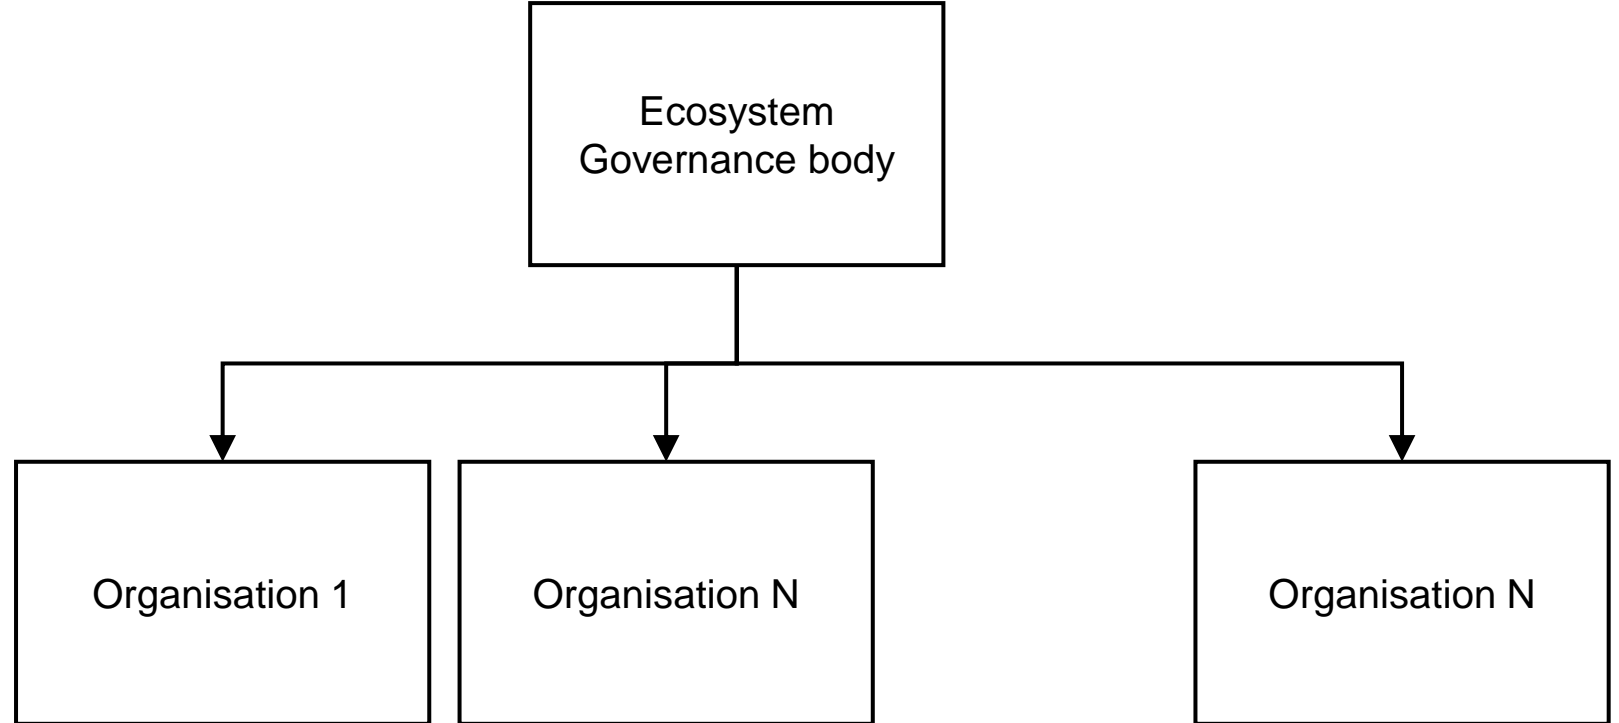 Ecosystem
Governance body
Organisation 1
Organisation N
Organisation N